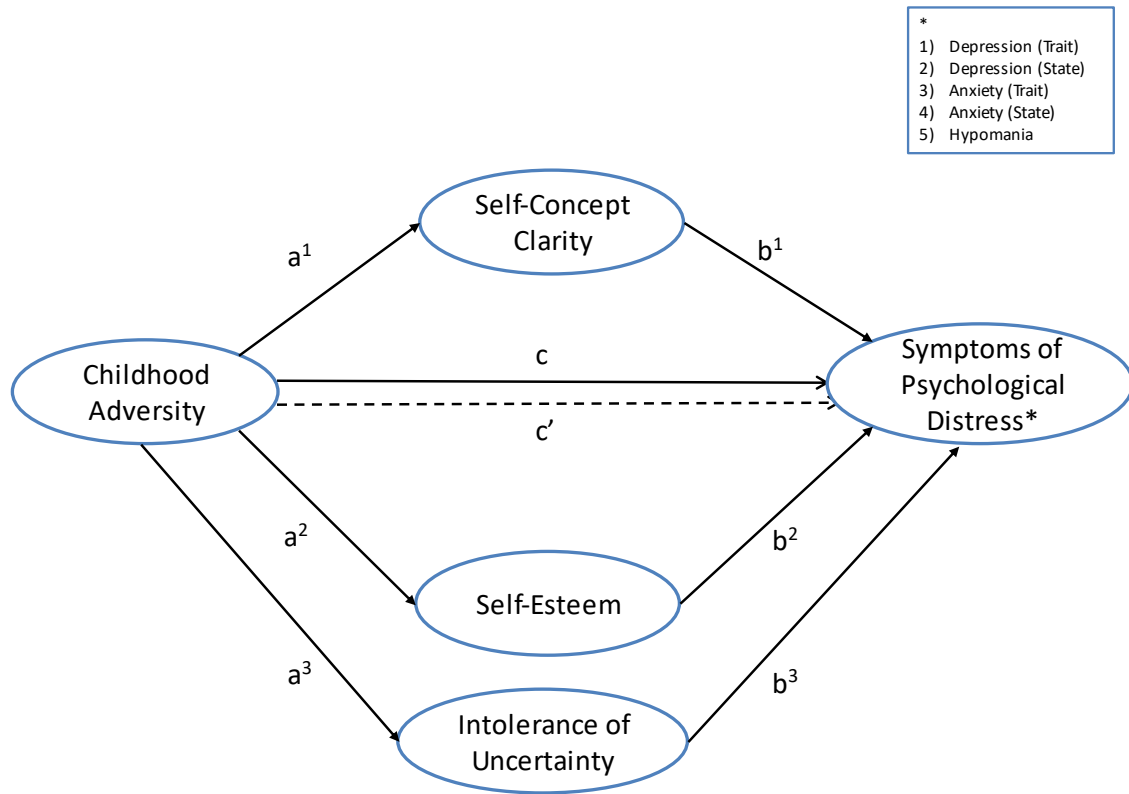 *
1) Depression (Trait)
2) Depression (State)
3) Anxiety (Trait)
4) Anxiety (State)
5) Hypomania
Self-Concept
Clarity
a¹
b¹
Childhood
Adversity
c
c’
Symptoms of
Psychological
Distress*
a²
b²
Self-Esteem
a³
b³
Intolerance of
Uncertainty